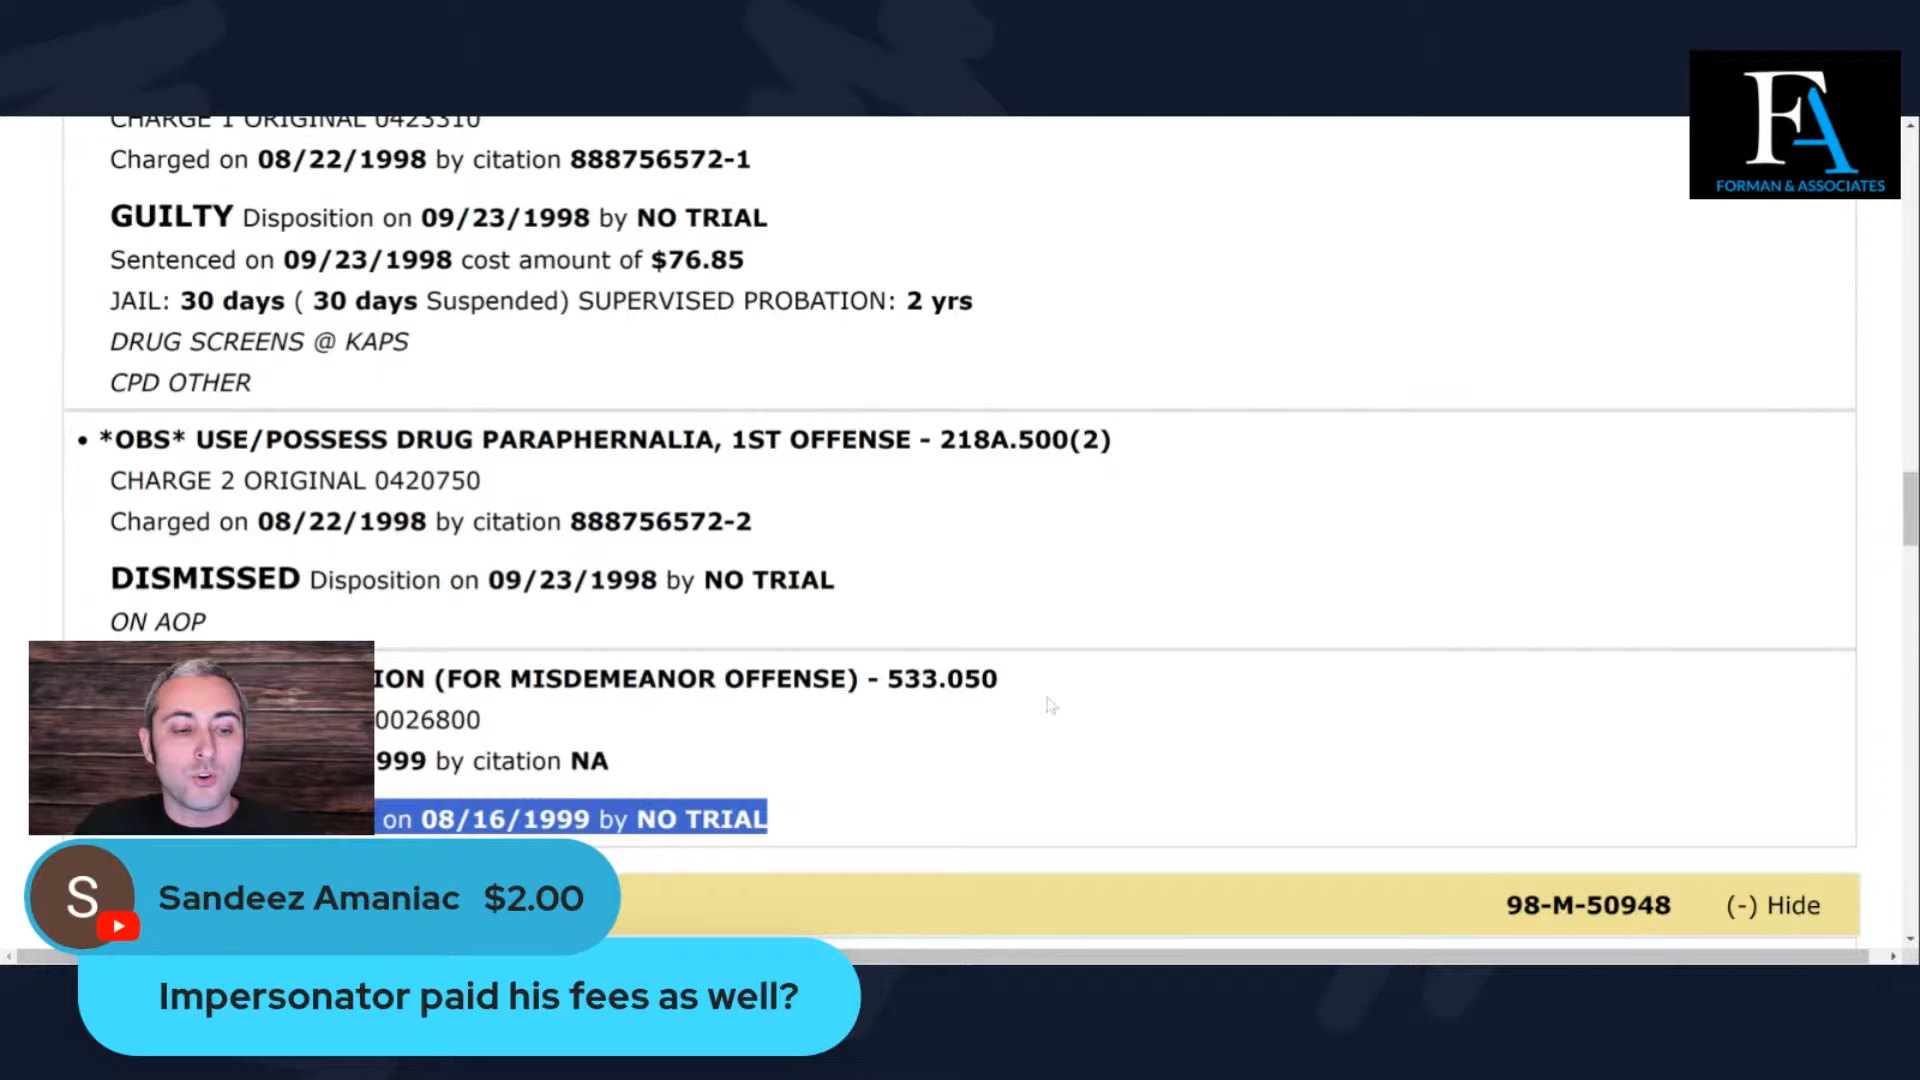 CHARGE 1 ORIGINAL 0423310
Charged on 08/22/1998 by citation 888756572-1
GUILTY Disposition on 09/23/1998 by NO TRIAL
Sentenced on 09/23/1998 cost amount of $76.85
JAIL: 30 days ( 30 days Suspended) SUPERVISED PROBATION: 2 yrs
DRUG SCREENS @ KAPS
CPD OTHER
• *OBS* USE/POSSESS DRUG PARAPHERNALIA, 1ST OFFENSE - 218A.500(2)
CHARGE 2 ORIGINAL 0420750
Charged on 08/22/1998 by citation 888756572-2
DISMISSED Disposition on 09/23/1998 by NO TRIAL
ON AOP
ION (FOR MISDEMEANOR OFFENSE) - 533.050
0026800
999 by citation NA
on 08/16/1999 by NO TRIAL
98-M-50948 (-) Hide
FA
FORMAN & ASSOCIATES
S
Sandeez Amaniac $2.00
Impersonator paid his fees as well?